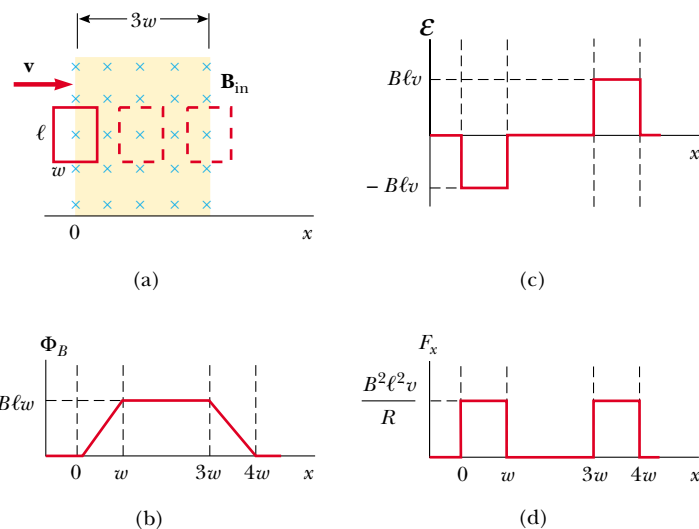 3w
v
B_in
ℓ
w
0 x
(a)
ℰ
Bℓv
x
− Bℓv
(c)
Φ_B
Bℓw
0 w 3w 4w x
(b)
F_x
B²ℓ²v
R
0 w 3w 4w x
(d)